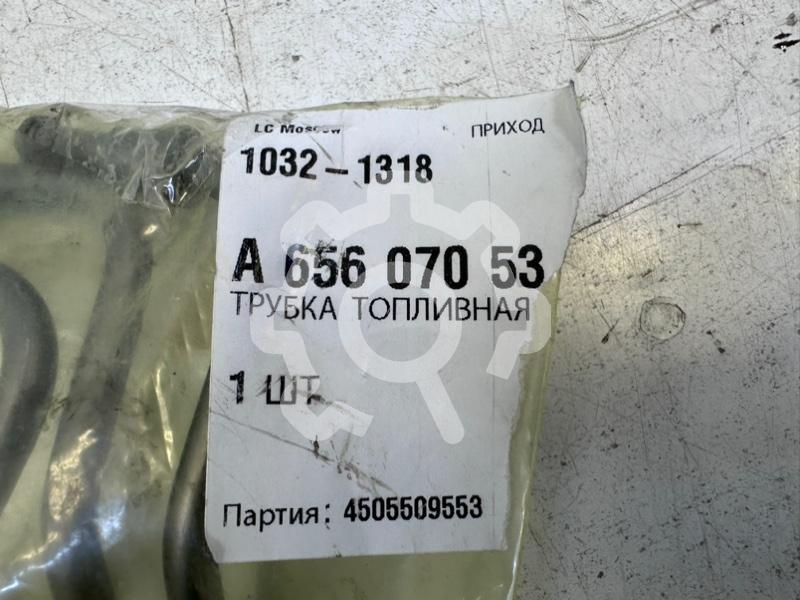 LC Moscow
ПРИХОД
1032-1318
A 656 070 53
ТРУБКА ТОПЛИВНАЯ
1 ШТ
Партия: 4505509553